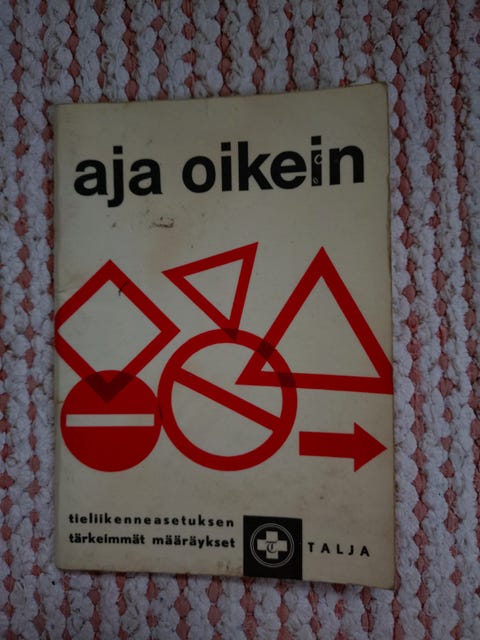 aja oikein
tieliikenneasetuksen
tärkeimmät määräykset
T
TALJA